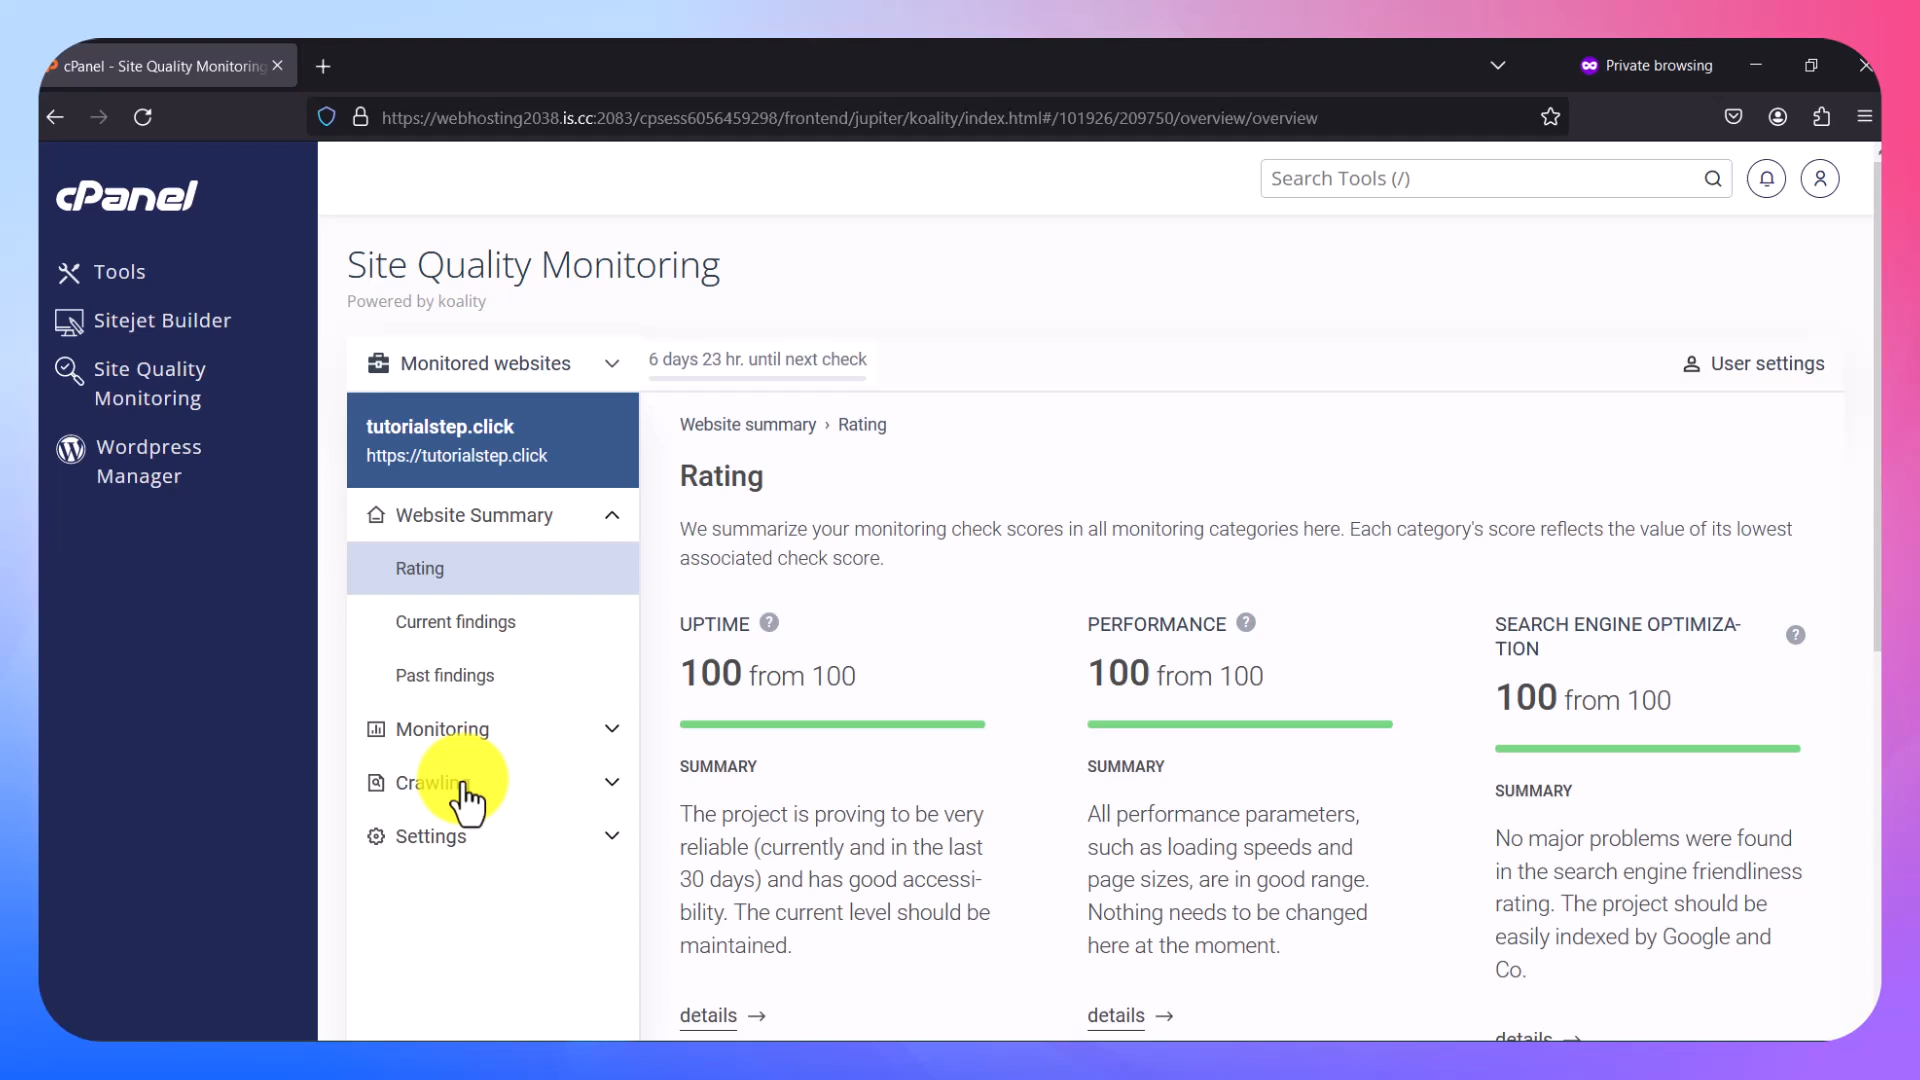 cPanel - Site Quality Monitoring
Private browsing
https://webhosting2038.is.cc:2083/cpsess6056459298/frontend/jupiter/koality/index.html#/101926/209750/overview/overview
cPanel
Search Tools (/)
Tools
Sitejet Builder
Site Quality
Monitoring
Wordpress
Manager
Site Quality Monitoring
Powered by koality
Monitored websites
6 days 23 hr. until next check
User settings
tutorialstep.click
https://tutorialstep.click
Website Summary
Rating
Current findings
Past findings
Monitoring
Crawling
Settings
Website summary › Rating
Rating
We summarize your monitoring check scores in all monitoring categories here. Each category's score reflects the value of its lowest
associated check score.
UPTIME ?
100 from 100
SUMMARY
The project is proving to be very
reliable (currently and in the last
30 days) and has good accessi-
bility. The current level should be
maintained.
details →
PERFORMANCE ?
100 from 100
SUMMARY
All performance parameters,
such as loading speeds and
page sizes, are in good range.
Nothing needs to be changed
here at the moment.
details →
SEARCH ENGINE OPTIMIZA-
TION ?
100 from 100
SUMMARY
No major problems were found
in the search engine friendliness
rating. The project should be
easily indexed by Google and
Co.
details →